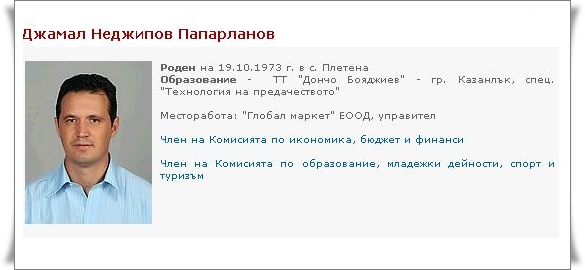 Джамал Неджипов Папарланов
Роден на 19.10.1973 г. в с. Плетена
Образование - ТТ "Дончо Бояджиев" - гр. Казанлък, спец.
"Технология на предачеството"
Месторабота: "Глобал маркет" ЕООД, управител
Член на Комисията по икономика, бюджет и финанси
Член на Комисията по образование, младежки дейности, спорт и
туризъм